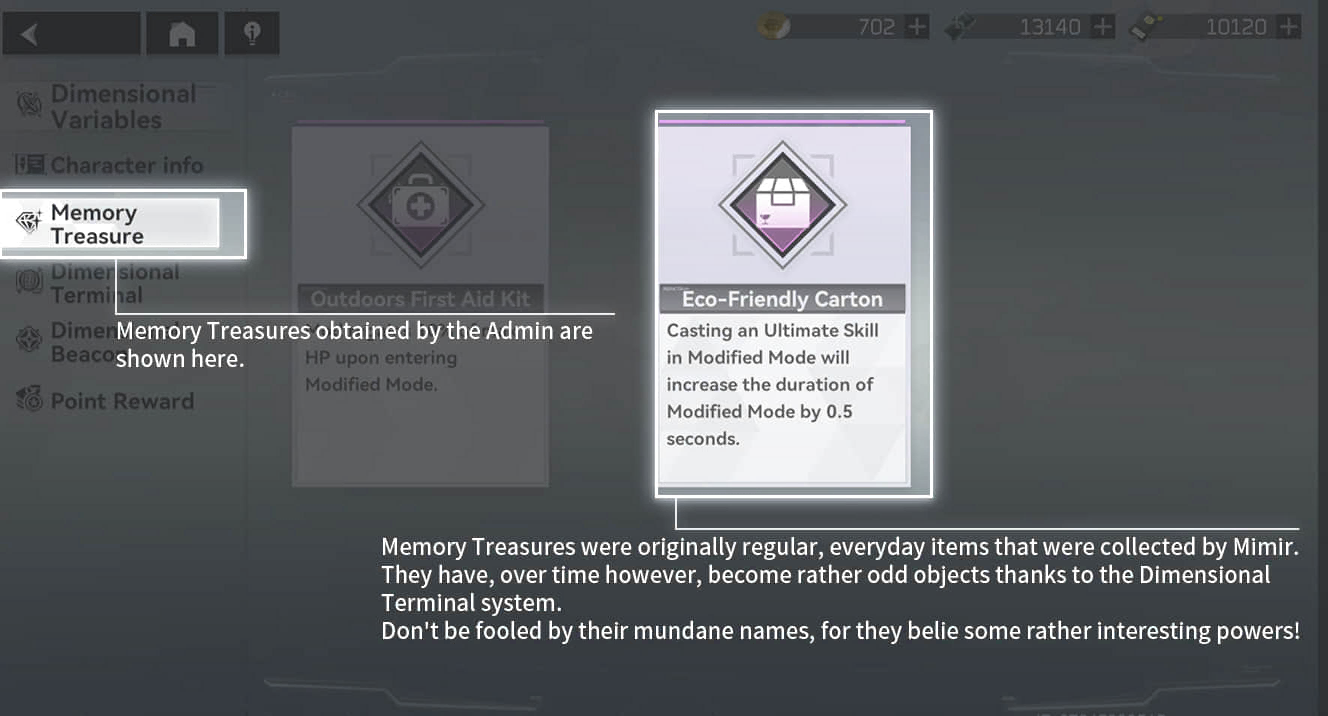 702
13140
10120
Dimensional
Variables
Character info
Memory
Treasure
Dimensional
Terminal
Point Reward
Memory Treasures obtained by the Admin are
shown here.
Outdoors First Aid Kit
HP upon entering
Modified Mode.
Eco-Friendly Carton
Casting an Ultimate Skill
in Modified Mode will
increase the duration of
Modified Mode by 0.5
seconds.
Memory Treasures were originally regular, everyday items that were collected by Mimir.
They have, over time however, become rather odd objects thanks to the Dimensional
Terminal system.
Don't be fooled by their mundane names, for they belie some rather interesting powers!